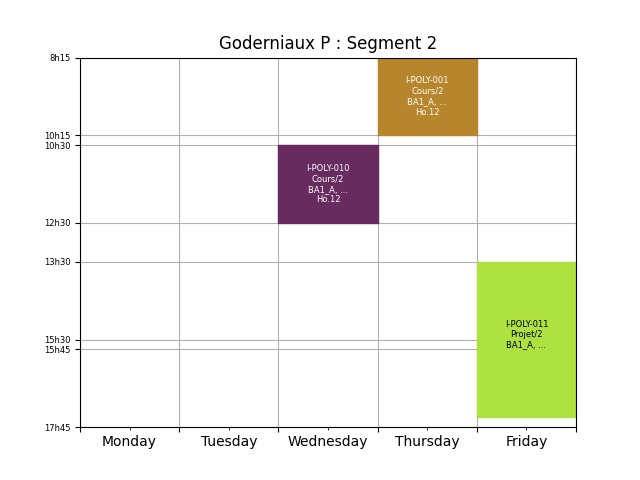 Goderniaux P : Segment 2
8h15
I-POLY-001
Cours/2
BA1_A, ...
Ho.12
10h15
10h30
I-POLY-010
Cours/2
BA1_A, ...
Ho.12
12h30
13h30
I-POLY-011
Projet/2
BA1_A, ...
15h30
15h45
17h45
Monday Tuesday Wednesday Thursday Friday